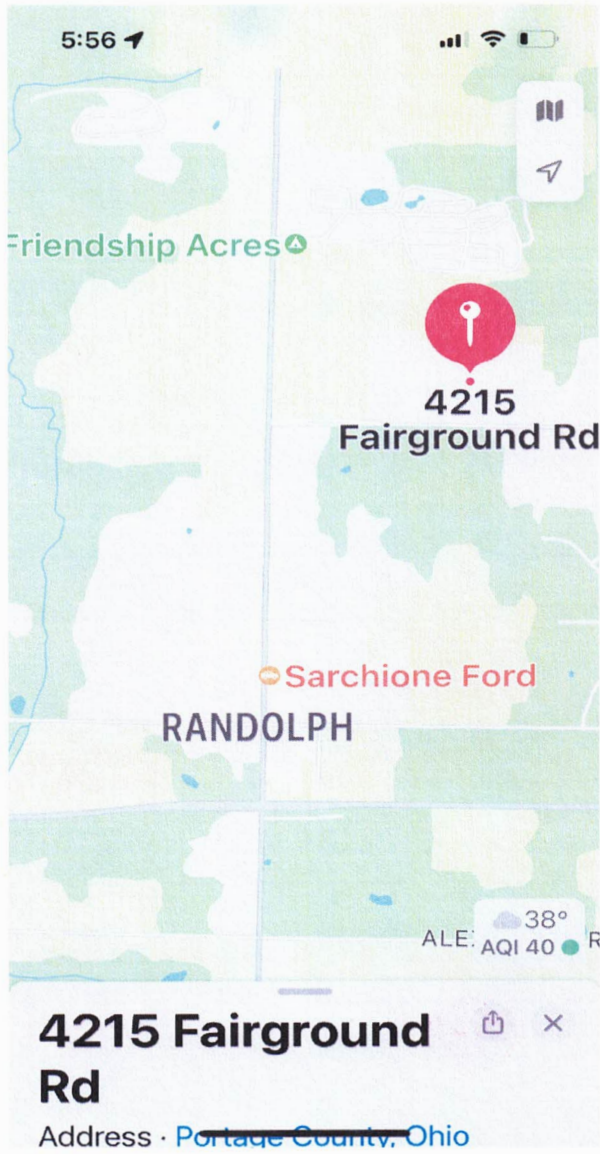 5:56
Friendship Acres
4215
Fairground Rd
Sarchione Ford
RANDOLPH
38°
AQI 40
4215 Fairground
Rd
Address · Portage County, Ohio